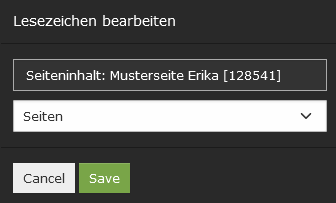 Lesezeichen bearbeiten
Seiteninhalt: Musterseite Erika [128541]
Seiten
Cancel Save